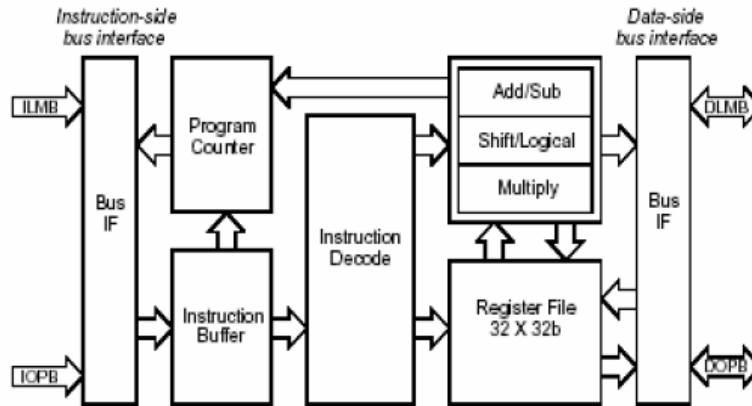 Instruction-side
bus interface
Data-side
bus interface
ILMB
Program
Counter
Add/Sub
Shift/Logical
Multiply
DLMB
Bus
IF
Instruction
Decode
Bus
IF
Instruction
Buffer
Register File
32 X 32b
IOPB
DOPB